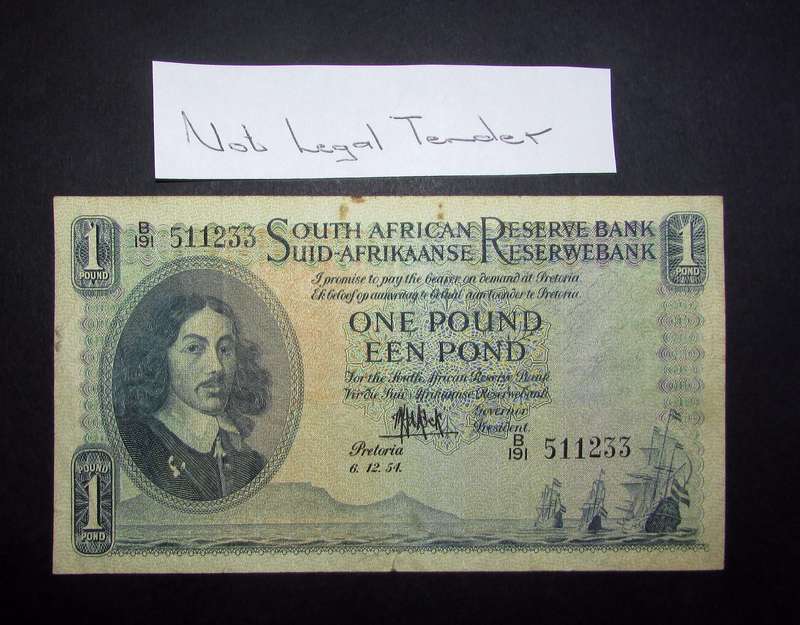 Not Legal Tender
1
POUND
B
191 511233
SOUTH AFRICAN RESERVE BANK
SUID-AFRIKAANSE RESERWEBANK
1
POUND
I promise to pay the bearer on demand at Pretoria
Ek beloof op aanvraag te betaal aan toonder te Pretoria
ONE POUND
EEN POND
For the South African Reserve Bank
Vir die Suid-Afrikaanse Reserwebank
Governor
President.
Pretoria
6. 12. 54.
B
191 511233
POUND
1
POND